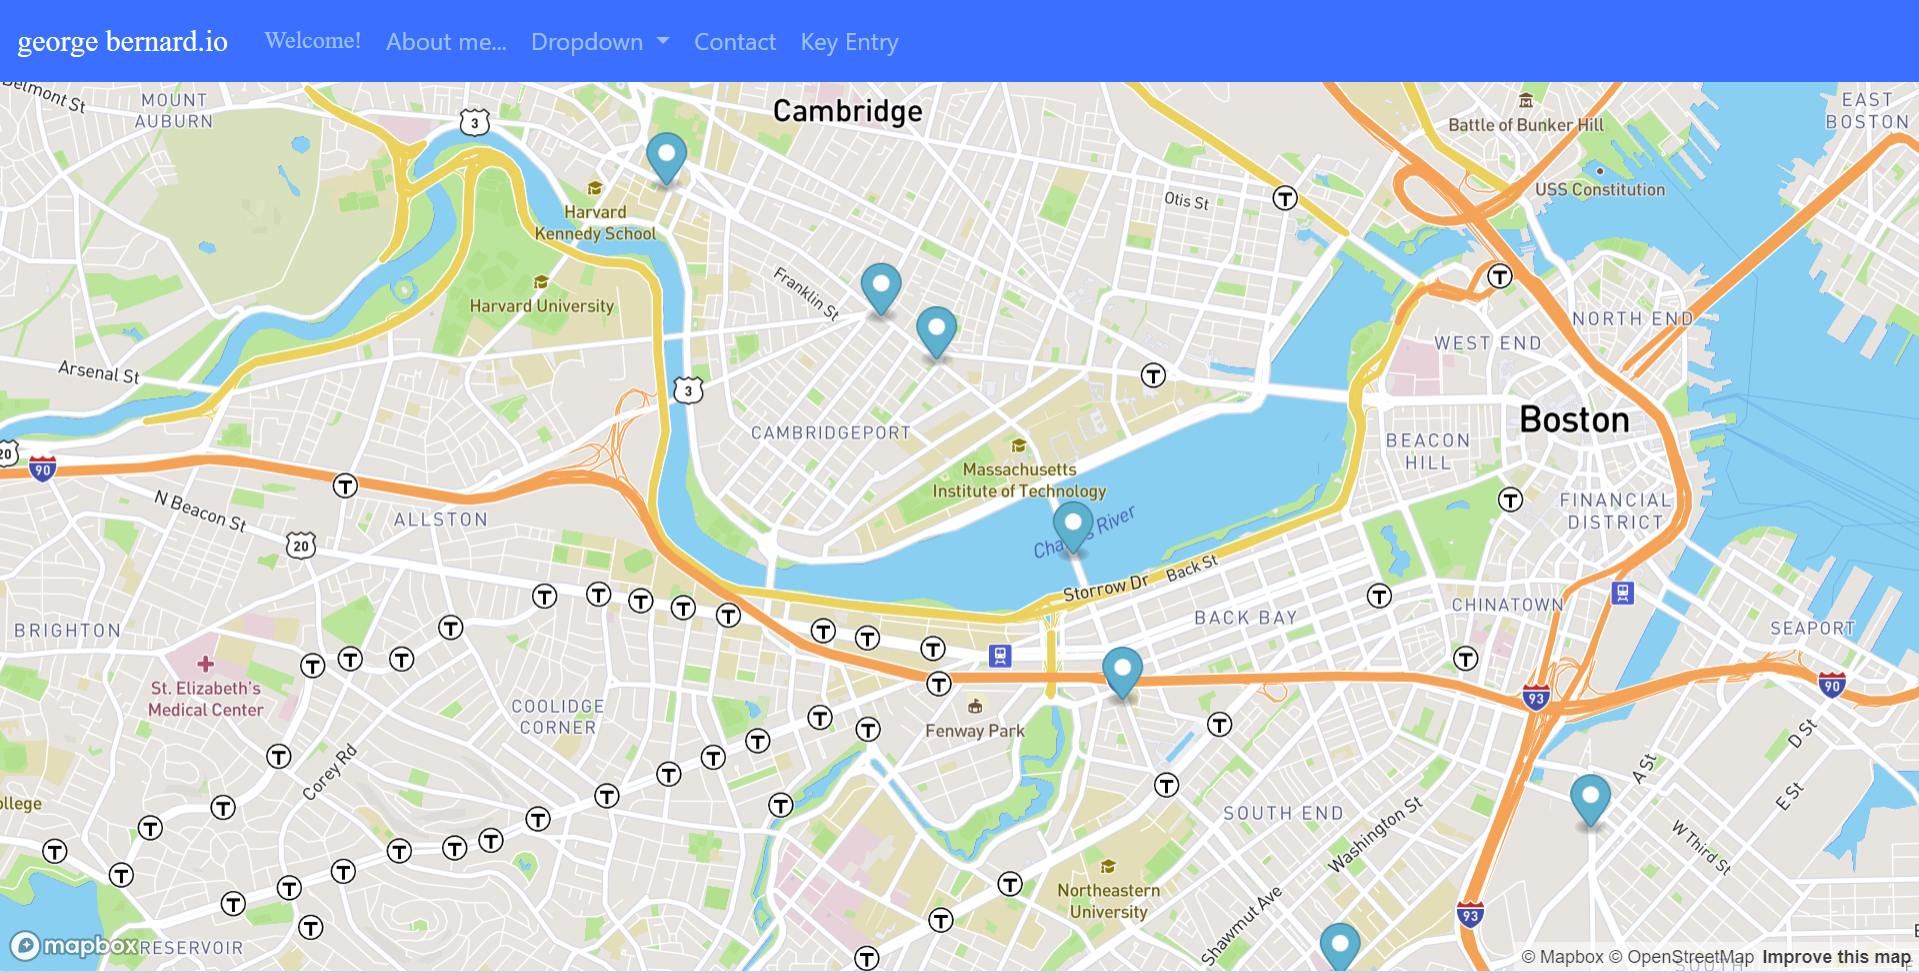 george bernard.io
Welcome!
About me...
Dropdown
Contact
Key Entry
Belmont St
MOUNT
AUBURN
3
Cambridge
Battle of Bunker Hill
EAST
BOSTON
USS Constitution
Harvard
Kennedy School
Otis St
T
Franklin St
Harvard University
T
NORTH END
WEST END
Arsenal St
3
T
CAMBRIDGEPORT
Boston
BEACON
HILL
20
90
Massachusetts
Institute of Technology
T
N Beacon St
ALLSTON
T
FINANCIAL
DISTRICT
20
River
Storrow Dr
Back St
T
T
T
T
T
T
CHINATOWN
BACK BAY
BRIGHTON
T
T
T
T
SEAPORT
T
T
T
T
St. Elizabeth's
Medical Center
T
90
93
COOLIDGE
CORNER
T
T
Fenway Park
T
D St
T
T
Corey Rd
T
T
A St
T
E St
T
T
T
SOUTH END
Washington St
T
T
W Third St
T
T
T
T
T
T
T
T
Northeastern
University
T
Shawmut Ave
T
T
93
T
mapbox
RESERVOIR
T
© Mapbox © OpenStreetMap Improve this map